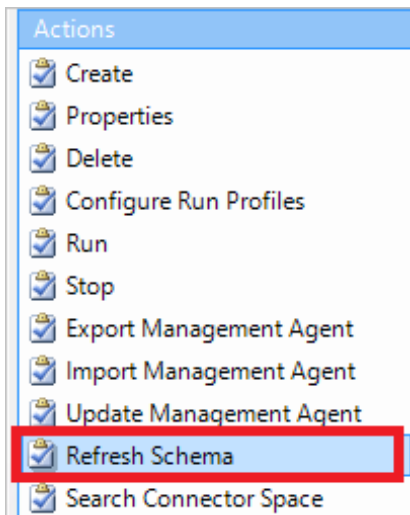 Actions
Create
Properties
Delete
Configure Run Profiles
Run
Stop
Export Management Agent
Import Management Agent
Update Management Agent
Refresh Schema
Search Connector Space